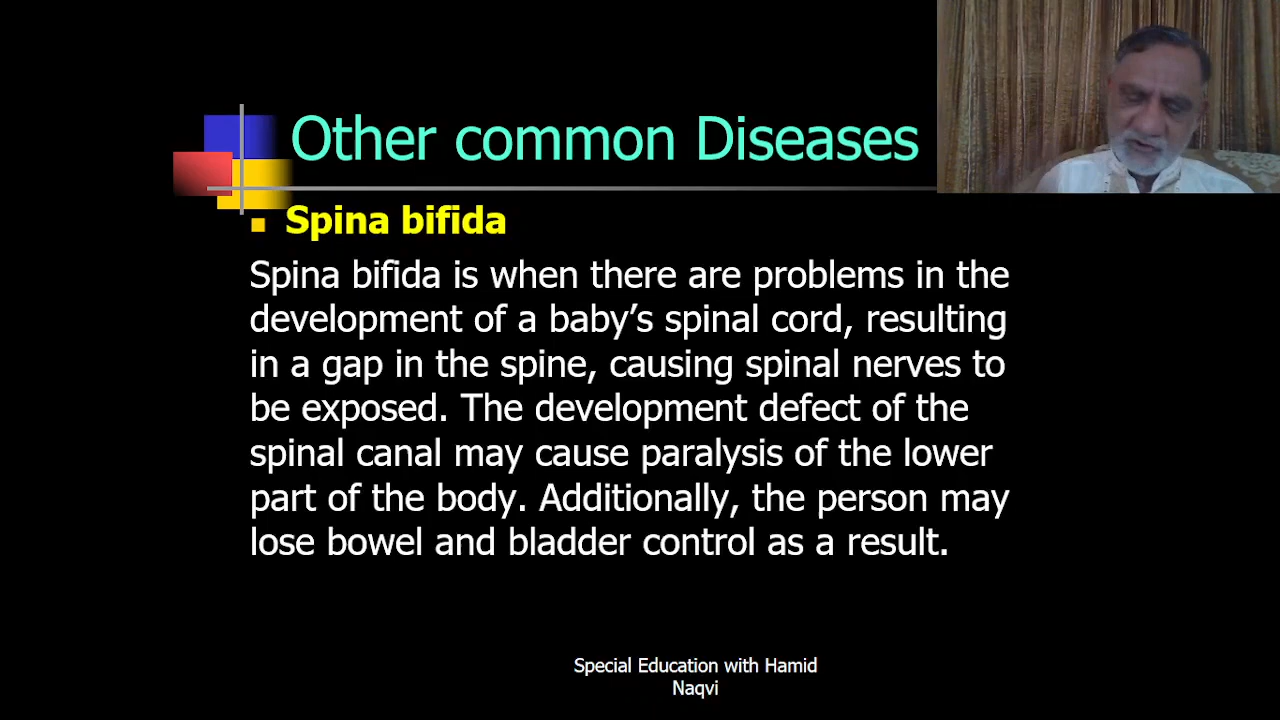 Other common Diseases
Spina bifida
Spina bifida is when there are problems in the
development of a baby’s spinal cord, resulting
in a gap in the spine, causing spinal nerves to
be exposed. The development defect of the
spinal canal may cause paralysis of the lower
part of the body. Additionally, the person may
lose bowel and bladder control as a result.
Special Education with Hamid
Naqvi